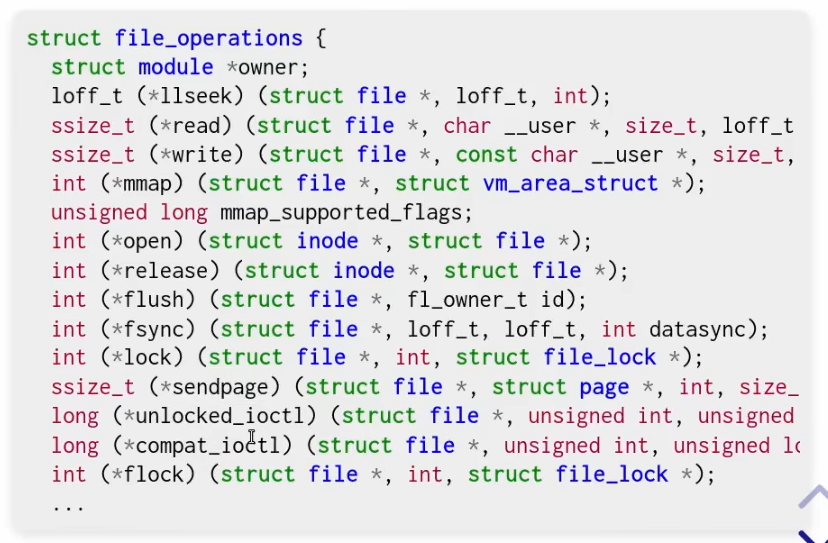 struct file_operations {
struct module *owner;
loff_t (*llseek) (struct file *, loff_t, int);
ssize_t (*read) (struct file *, char __user *, size_t, loff_t
ssize_t (*write) (struct file *, const char __user *, size_t,
int (*mmap) (struct file *, struct vm_area_struct *);
unsigned long mmap_supported_flags;
int (*open) (struct inode *, struct file *);
int (*release) (struct inode *, struct file *);
int (*flush) (struct file *, fl_owner_t id);
int (*fsync) (struct file *, loff_t, loff_t, int datasync);
int (*lock) (struct file *, int, struct file_lock *);
ssize_t (*sendpage) (struct file *, struct page *, int, size_
long (*unlocked_ioctl) (struct file *, unsigned int, unsigned
long (*compat_ioctl) (struct file *, unsigned int, unsigned
int (*flock) (struct file *, int, struct file_lock *);
...